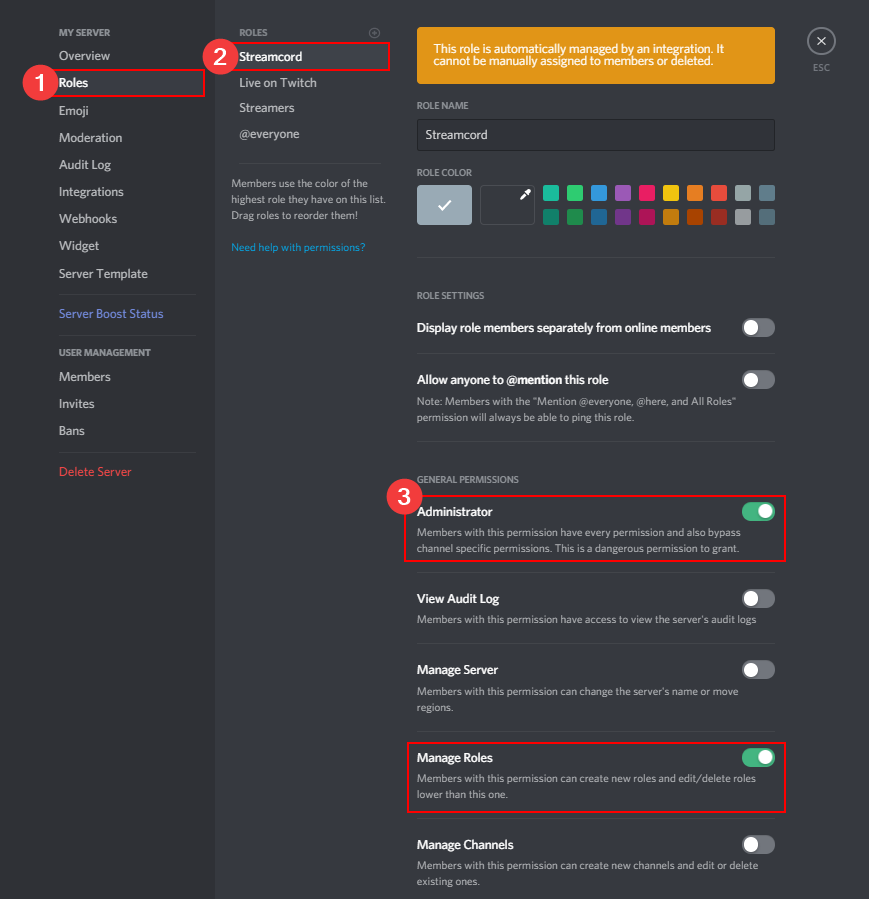 MY SERVER
Overview
1
Roles
Emoji
Moderation
Audit Log
Integrations
Webhooks
Widget
Server Template
Server Boost Status
USER MANAGEMENT
Members
Invites
Bans
Delete Server
ROLES
2
Streamcord
Live on Twitch
Streamers
@everyone
Members use the color of the
highest role they have on this list.
Drag roles to reorder them!
Need help with permissions?
This role is automatically managed by an integration. It
cannot be manually assigned to members or deleted.
ESC
ROLE NAME
Streamcord
ROLE COLOR
ROLE SETTINGS
Display role members separately from online members
Allow anyone to @mention this role
Note: Members with the "Mention @everyone, @here, and All Roles"
permission will always be able to ping this role.
GENERAL PERMISSIONS
3
Administrator
Members with this permission have every permission and also bypass
channel specific permissions. This is a dangerous permission to grant.
View Audit Log
Members with this permission have access to view the server's audit logs
Manage Server
Members with this permission can change the server's name or move
regions.
Manage Roles
Members with this permission can create new roles and edit/delete roles
lower than this one.
Manage Channels
Members with this permission can create new channels and edit or delete
existing ones.